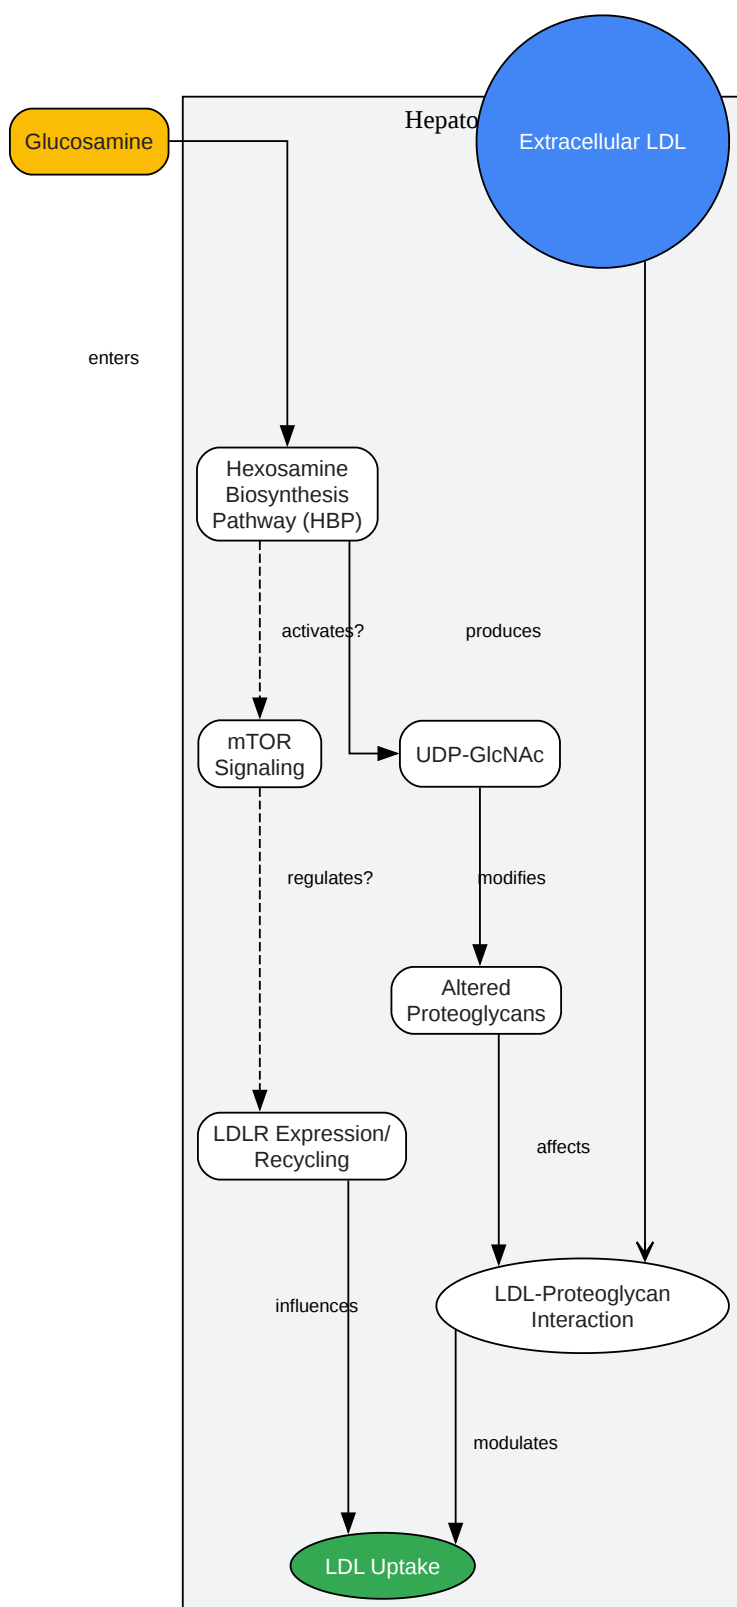 Hepato
Glucosamine
Extracellular LDL
enters
Hexosamine
Biosynthesis
Pathway (HBP)
activates?
produces
mTOR
Signaling
UDP-GlcNAc
regulates?
modifies
Altered
Proteoglycans
LDLR Expression/
Recycling
affects
LDL-Proteoglycan
Interaction
influences
modulates
LDL Uptake